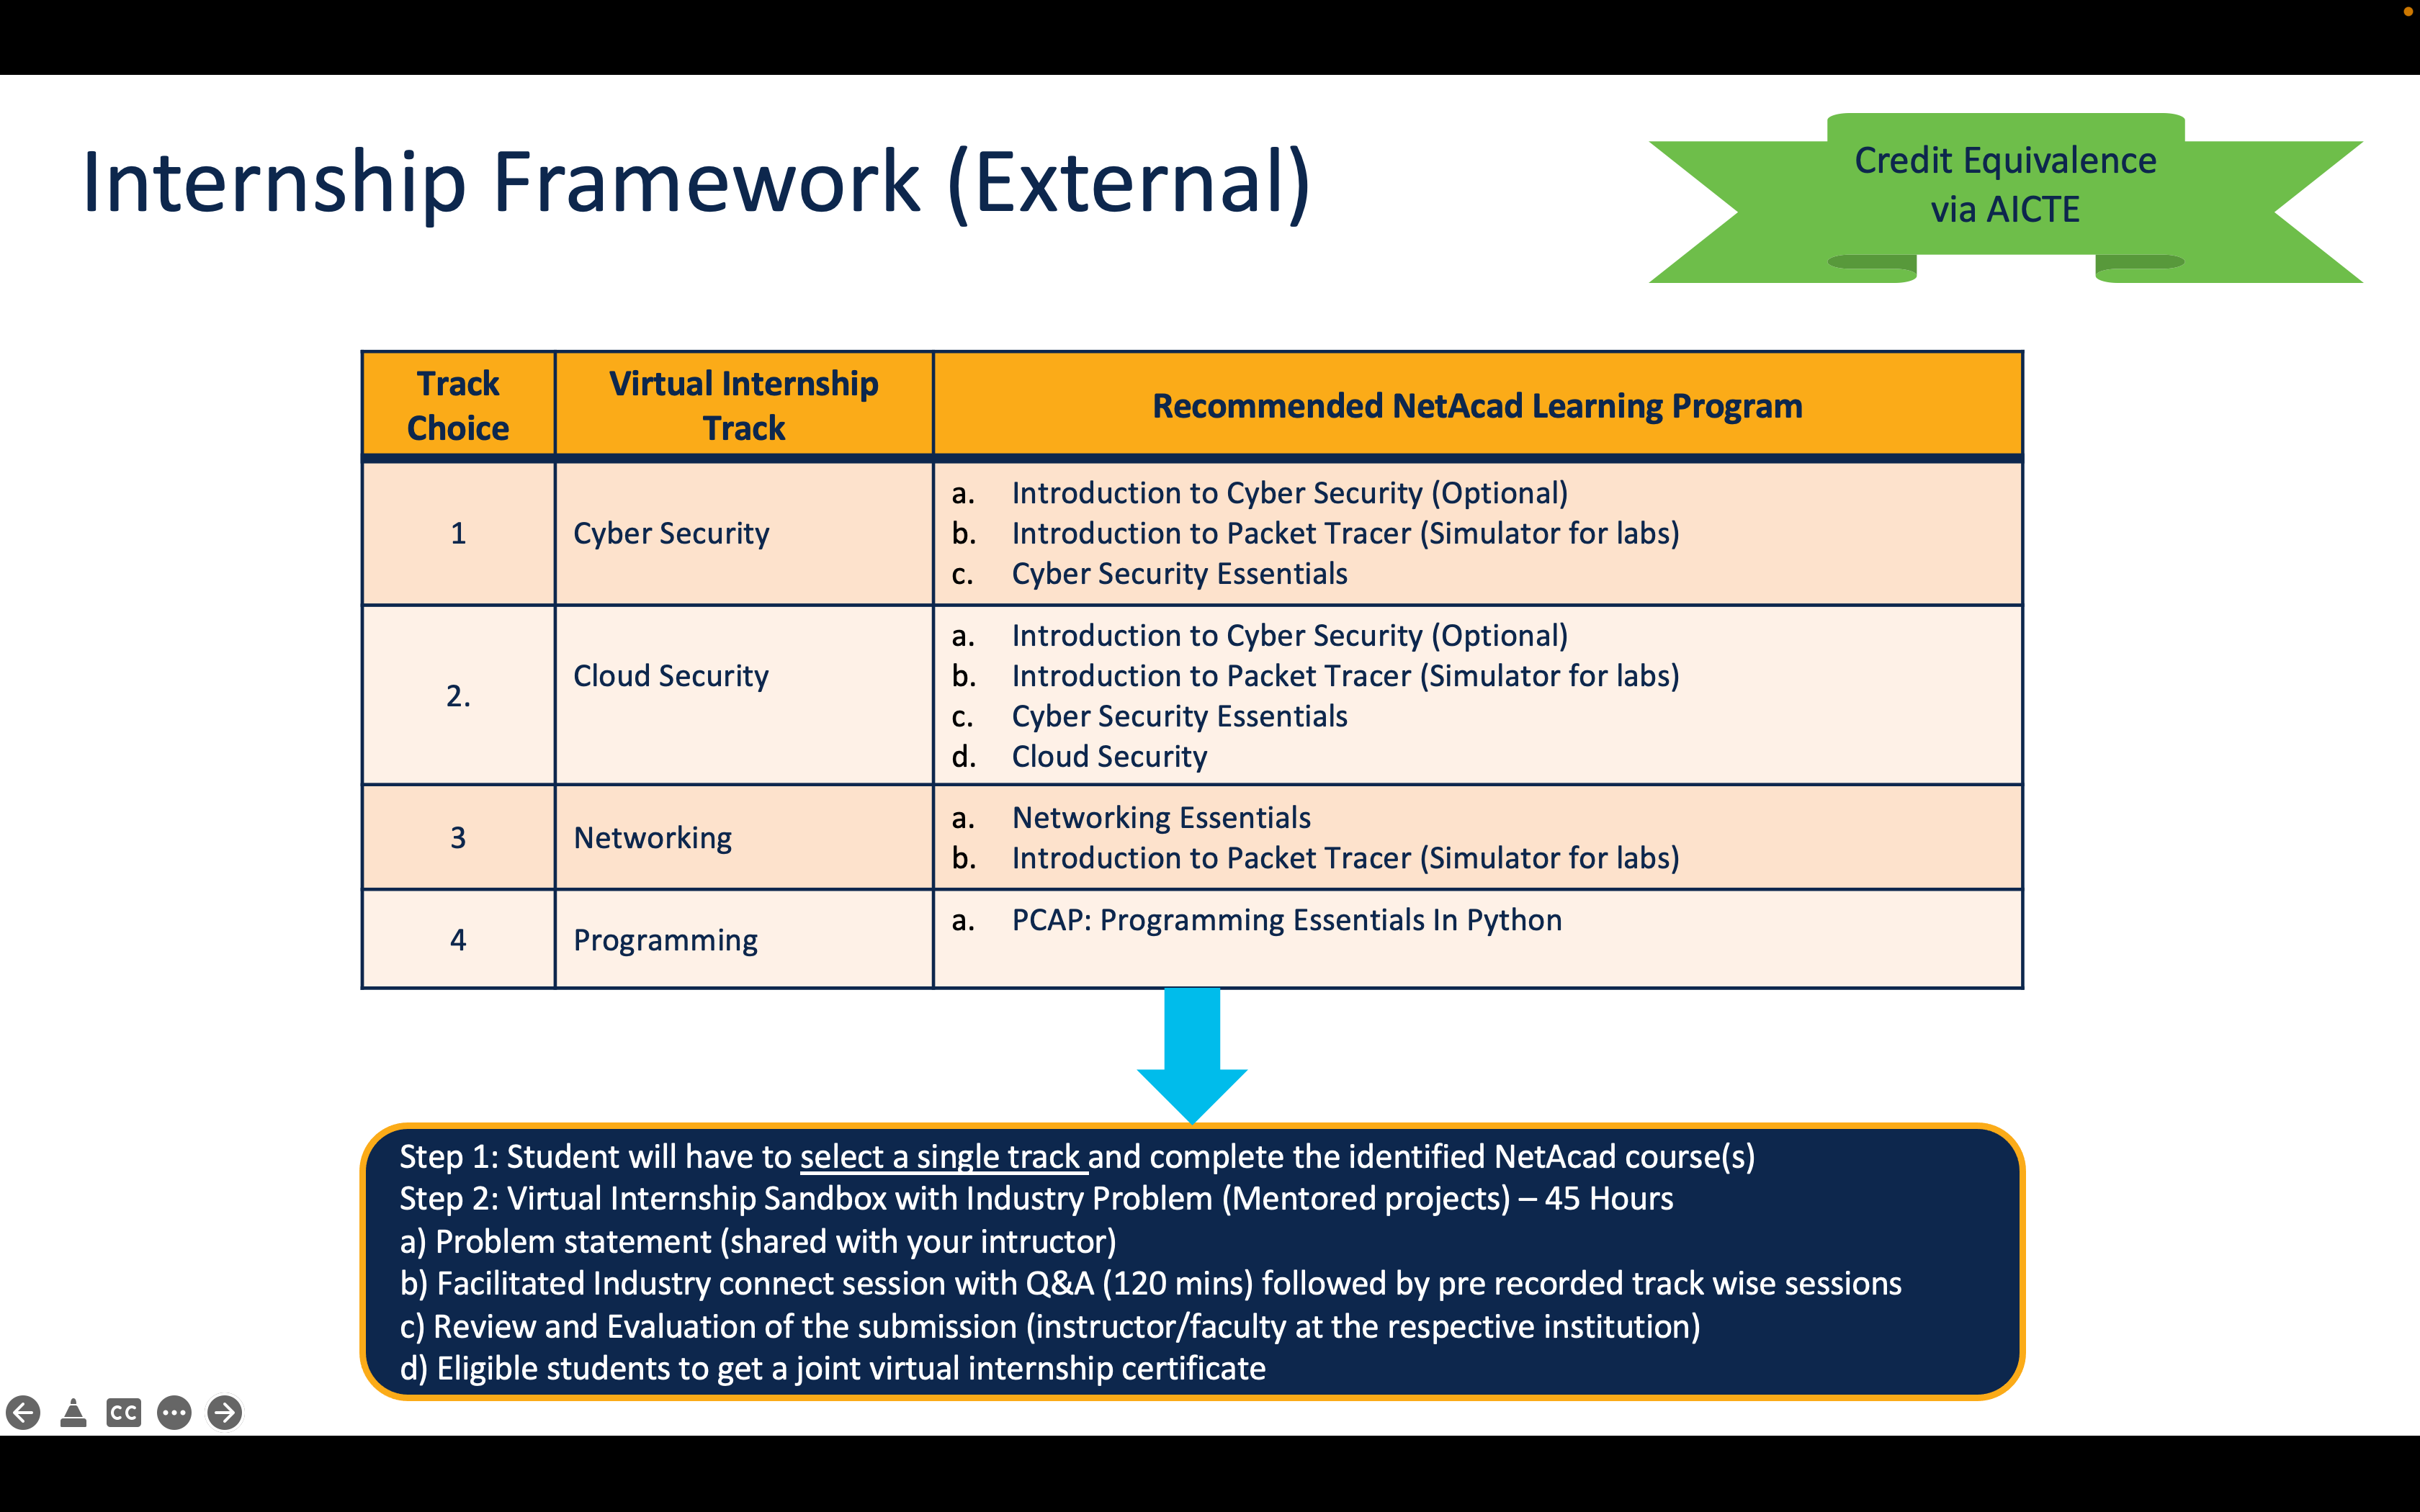 Internship Framework (External)
Credit Equivalence
via AICTE
Track
Choice
Virtual Internship
Track
Recommended NetAcad Learning Program
1
Cyber Security
a. Introduction to Cyber Security (Optional)
b. Introduction to Packet Tracer (Simulator for labs)
c. Cyber Security Essentials
2.
Cloud Security
a. Introduction to Cyber Security (Optional)
b. Introduction to Packet Tracer (Simulator for labs)
c. Cyber Security Essentials
d. Cloud Security
3
Networking
a. Networking Essentials
b. Introduction to Packet Tracer (Simulator for labs)
4
Programming
a. PCAP: Programming Essentials In Python
Step 1: Student will have to select a single track and complete the identified NetAcad course(s)
Step 2: Virtual Internship Sandbox with Industry Problem (Mentored projects) – 45 Hours
a) Problem statement (shared with your intructor)
b) Facilitated Industry connect session with Q&A (120 mins) followed by pre recorded track wise sessions
c) Review and Evaluation of the submission (instructor/faculty at the respective institution)
d) Eligible students to get a joint virtual internship certificate
CC